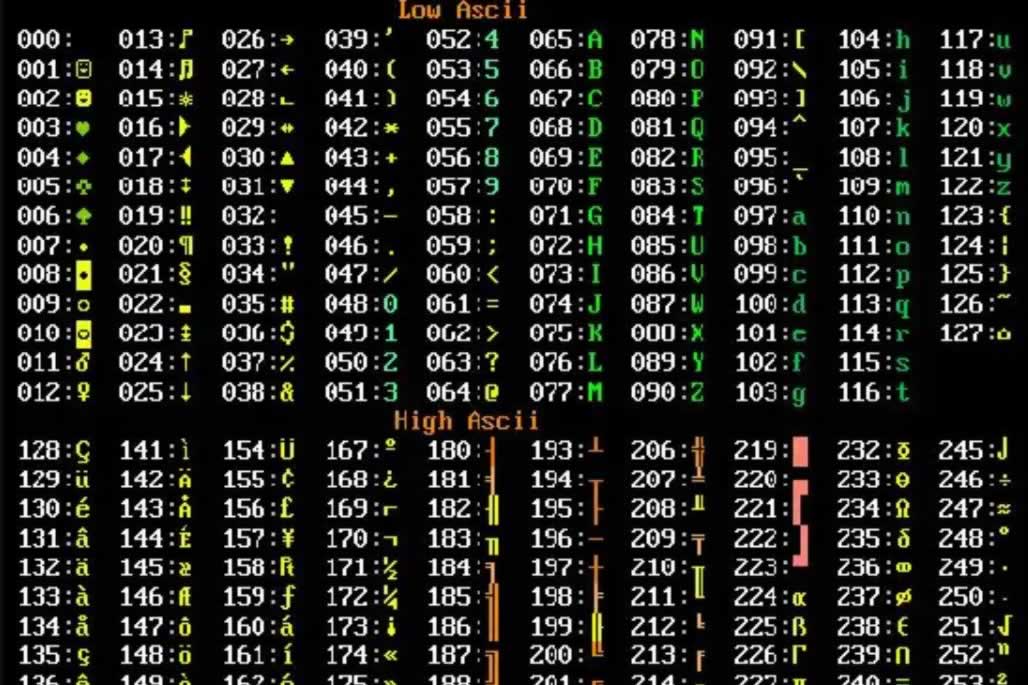 Low Ascii
000: 013:♪ 026:→ 039:' 052:4 065:A 078:N 091:[ 104:h 117:u
001:☺ 014:♫ 027:← 040:( 053:5 066:B 079:O 092:\ 105:i 118:v
002:☻ 015:☼ 028:∟ 041:) 054:6 067:C 080:P 093:] 106:j 119:w
003:♥ 016:► 029:↔ 042:* 055:7 068:D 081:Q 094:^ 107:k 120:x
004:♦ 017:◄ 030:▲ 043:+ 056:8 069:E 082:R 095:_ 108:l 121:y
005:♣ 018:↕ 031:▼ 044:, 057:9 070:F 083:S 096:` 109:m 122:z
006:♠ 019:‼ 032: 045:- 058:: 071:G 084:T 097:a 110:n 123:{
007:• 020:¶ 033:! 046:. 059:; 072:H 085:U 098:b 111:o 124:¦
008:◘ 021:§ 034:" 047:/ 060:< 073:I 086:V 099:c 112:p 125:}
009:○ 022:▬ 035:# 048:0 061:= 074:J 087:W 100:d 113:q 126:~
010:◙ 023:↨ 036:$ 049:1 062:> 075:K 000:X 101:e 114:r 127:⌂
011:♂ 024:↑ 037:% 050:2 063:? 076:L 089:Y 102:f 115:s
012:♀ 025:↓ 038:& 051:3 064:@ 077:M 090:Z 103:g 116:t
High Ascii
128:Ç 141:ì 154:Ü 167:º 180:┤ 193:┴ 206:╬ 219:█ 232:Φ 245:⌡
129:ü 142:Ä 155:¢ 168:¿ 181:╡ 194:┬ 207:╧ 220:▄ 233:Θ 246:÷
130:é 143:Å 156:£ 169:⌐ 182:╢ 195:├ 208:╨ 221:▌ 234:Ω 247:≈
131:â 144:É 157:¥ 170:¬ 183:╖ 196:─ 209:╤ 222:▐ 235:δ 248:°
132:ä 145:æ 158:₧ 171:½ 184:╕ 197:┼ 210:╥ 223:▀ 236:∞ 249:∙
133:à 146:Æ 159:ƒ 172:¼ 185:╣ 198:╞ 211:╙ 224:α 237:φ 250:·
134:å 147:ô 160:á 173:¡ 186:║ 199:╟ 212:╘ 225:ß 238:ε 251:√
135:ç 148:ö 161:í 174:« 187:╗ 200:╚ 213:╒ 226:Γ 239:∩ 252:ⁿ